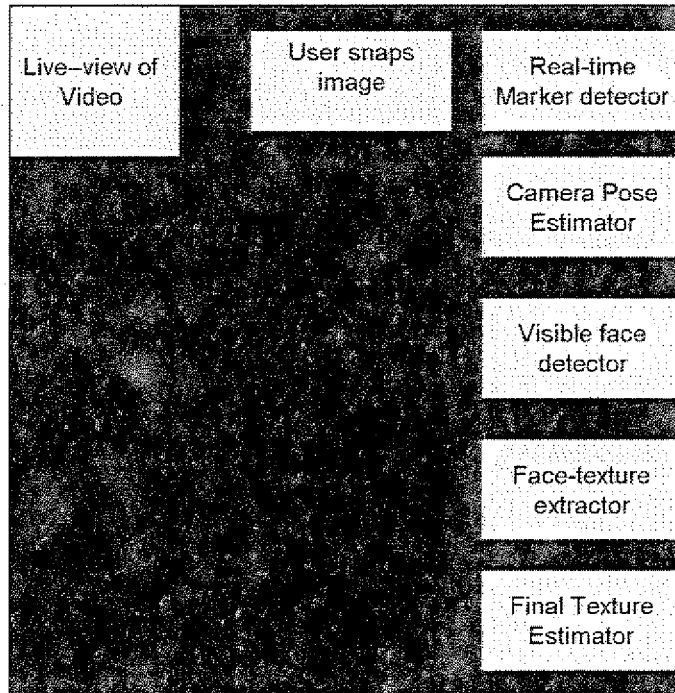 Live-view of
Video
User snaps
image
Real-time
Marker detector
Camera Pose
Estimator
Visible face
detector
Face-texture
extractor
Final Texture
Estimator